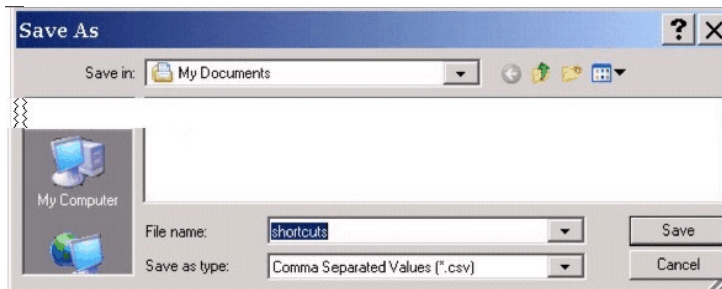 Save As
Save in: My Documents
My Computer
File name: shortcuts
Save
Save as type: Comma Separated Values (*.csv)
Cancel